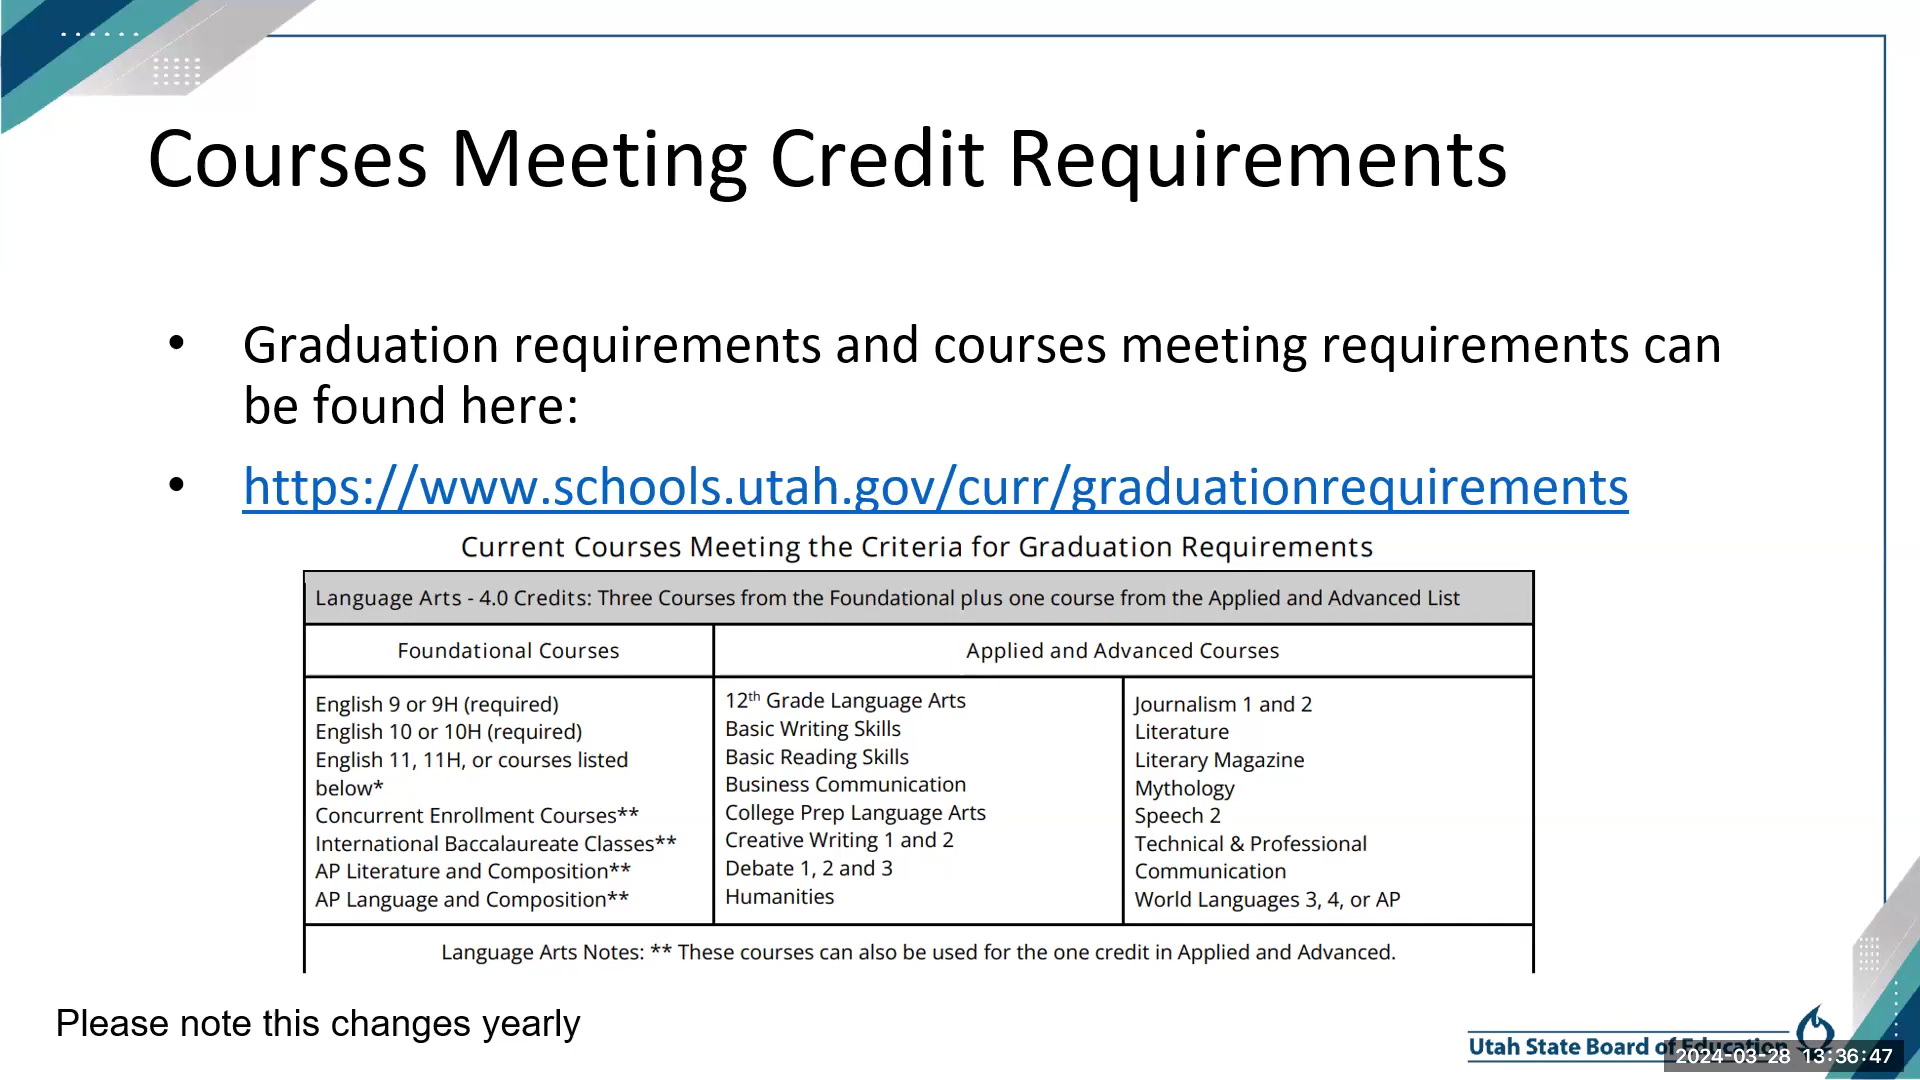 Courses Meeting Credit Requirements
• Graduation requirements and courses meeting requirements can
be found here:
• https://www.schools.utah.gov/curr/graduationrequirements
Current Courses Meeting the Criteria for Graduation Requirements
Language Arts - 4.0 Credits: Three Courses from the Foundational plus one course from the Applied and Advanced List
Foundational Courses
Applied and Advanced Courses
English 9 or 9H (required)
English 10 or 10H (required)
English 11, 11H, or courses listed
below*
Concurrent Enrollment Courses**
International Baccalaureate Classes**
AP Literature and Composition**
AP Language and Composition**
12th Grade Language Arts
Basic Writing Skills
Basic Reading Skills
Business Communication
College Prep Language Arts
Creative Writing 1 and 2
Debate 1, 2 and 3
Humanities
Journalism 1 and 2
Literature
Literary Magazine
Mythology
Speech 2
Technical & Professional
Communication
World Languages 3, 4, or AP
Language Arts Notes: ** These courses can also be used for the one credit in Applied and Advanced.
Please note this changes yearly
Utah State Board of Education
2024-03-28 13:36:47